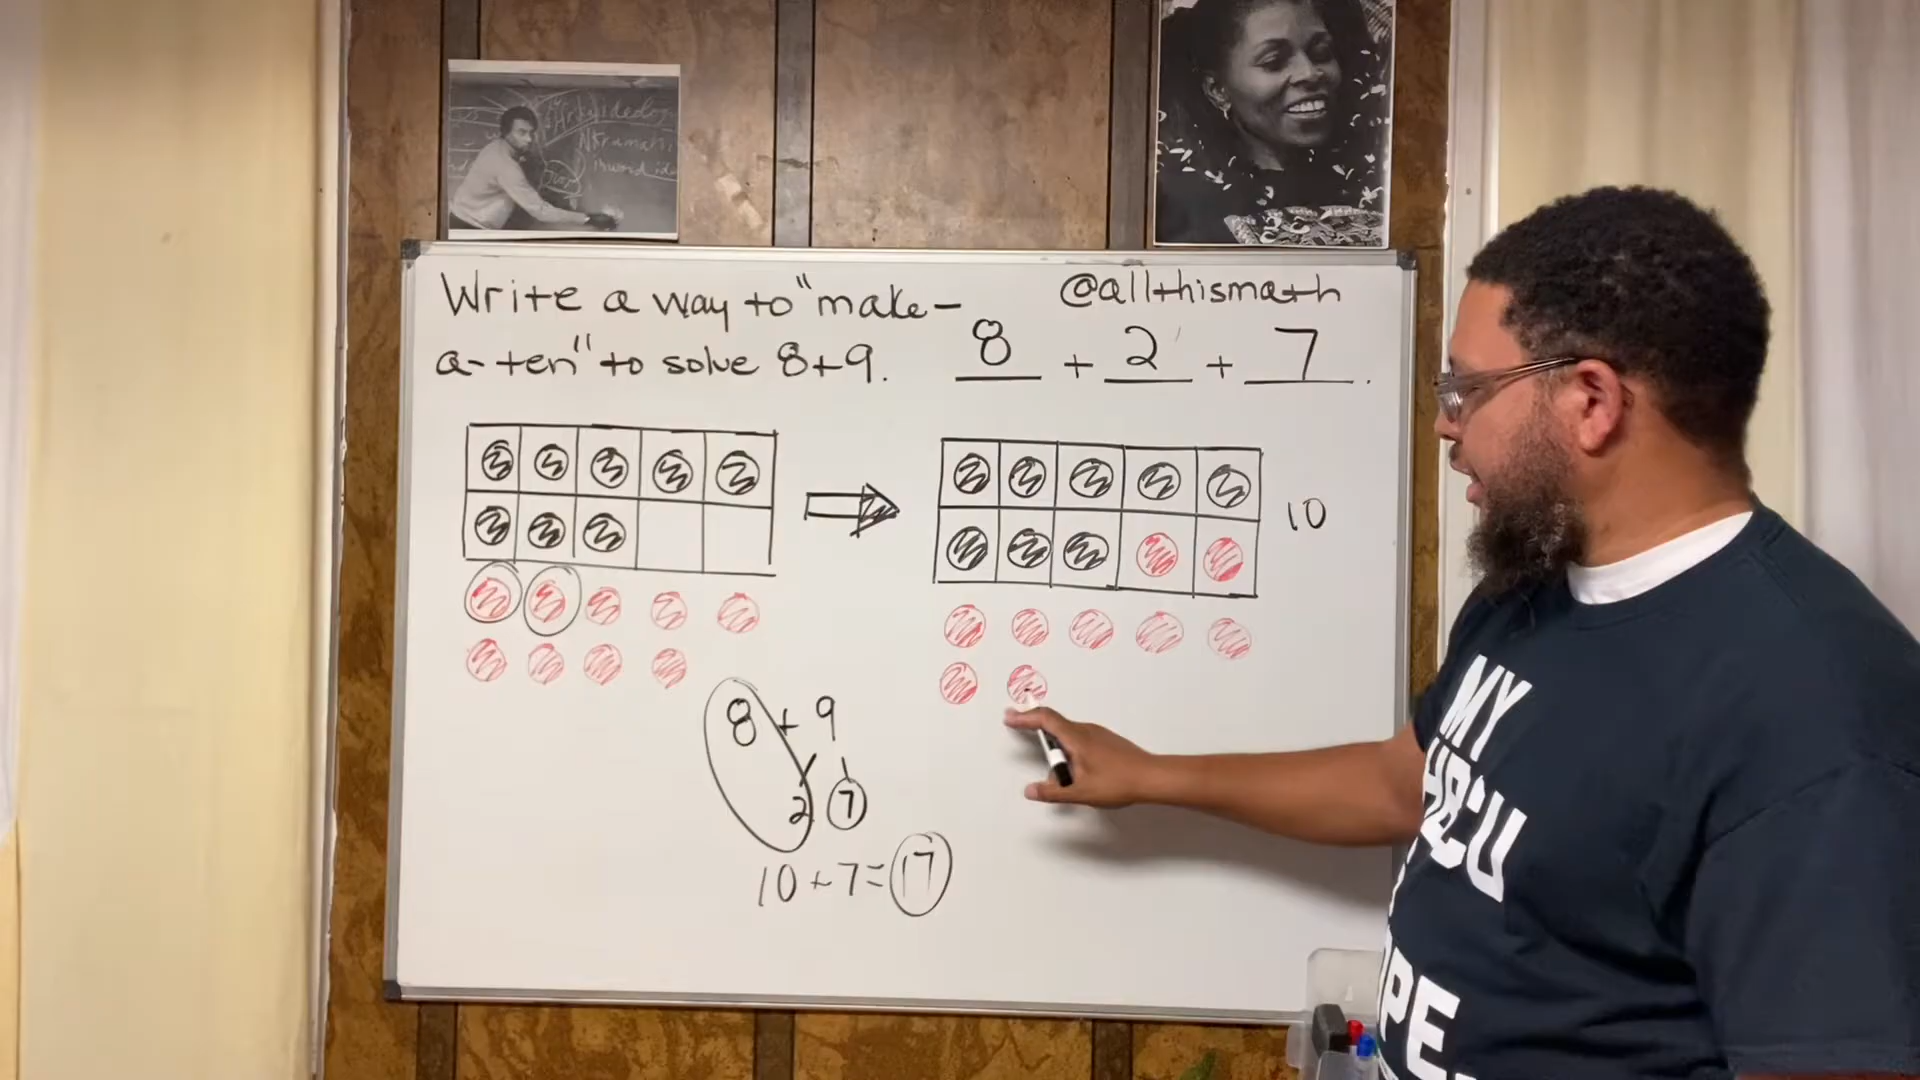 Write a way to "make-
a-ten" to solve 8+9.
@allthismath
8 + 2 + 7.
10
8 + 9
2 7
10 + 7 = 17
MY
HBCU